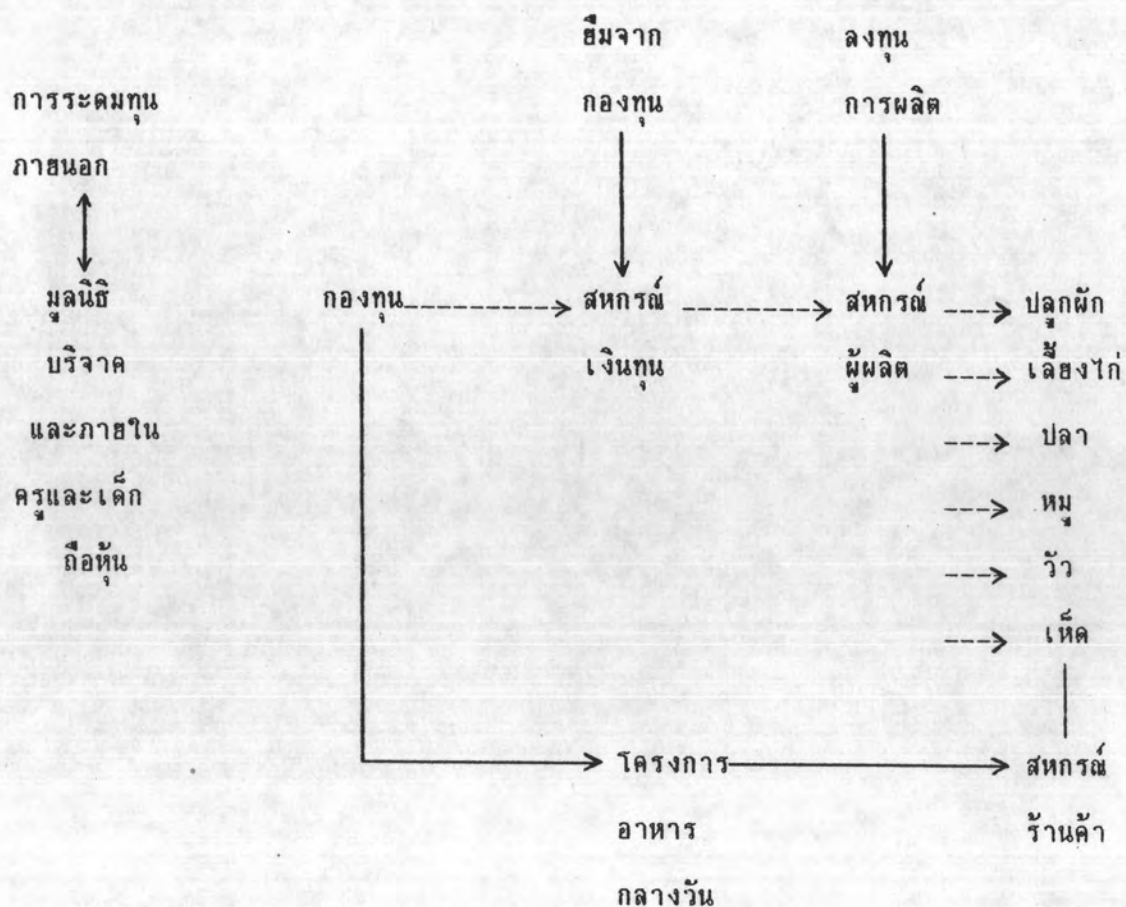 ยืมจาก ลงทุน
การระดมทุน กองทุน การผลิต
ภายนอก
มูลนิธิ กองทุน สหกรณ์ สหกรณ์ ปลูกผัก
บริจาค เงินทุน ผู้ผลิต เลี้ยงไก่
และภายใน ปลา
ครูและเด็ก หมู
ถือหุ้น วัว
เห็ด
โครงการ สหกรณ์
อาหาร ร้านค้า
กลางวัน